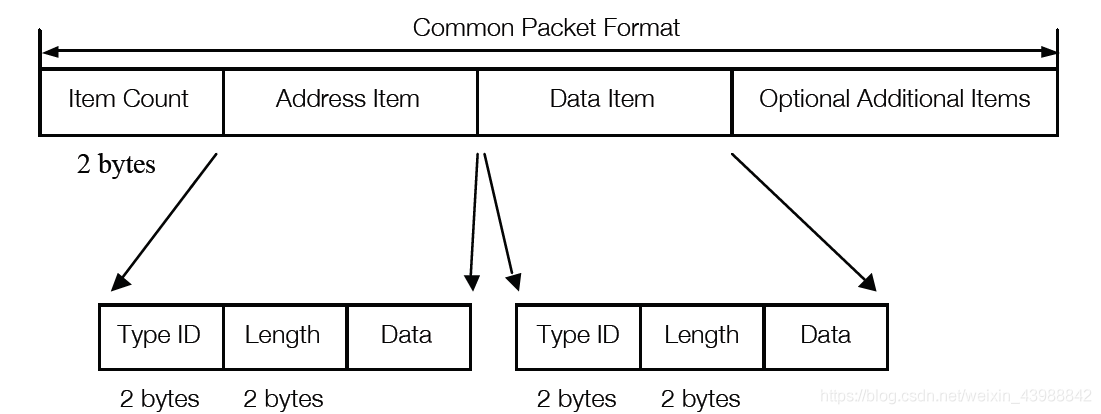 Common Packet Format
Item Count Address Item Data Item Optional Additional Items
2 bytes
Type ID Length Data Type ID Length Data
2 bytes 2 bytes 2 bytes 2 bytes
https://blog.csdn.net/weixin_43988842